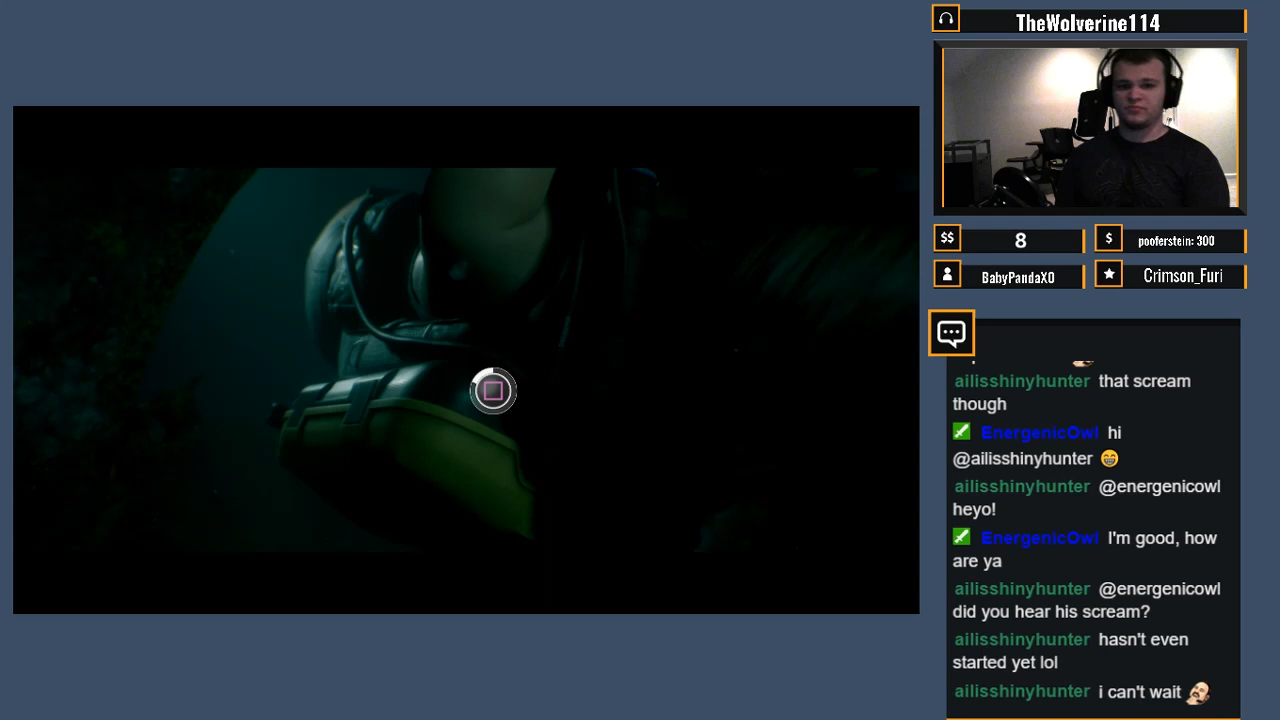 TheWolverine114
$$ 8
$ pooferstein: 300
BabyPandaXO
Crimson_Furi
ailisshinyhunter that scream
though
EnergenicOwl hi
@ailisshinyhunter
ailisshinyhunter @energenicowl
heyo!
EnergenicOwl I'm good, how
are ya
ailisshinyhunter @energenicowl
did you hear his scream?
ailisshinyhunter hasn't even
started yet lol
ailisshinyhunter i can't wait